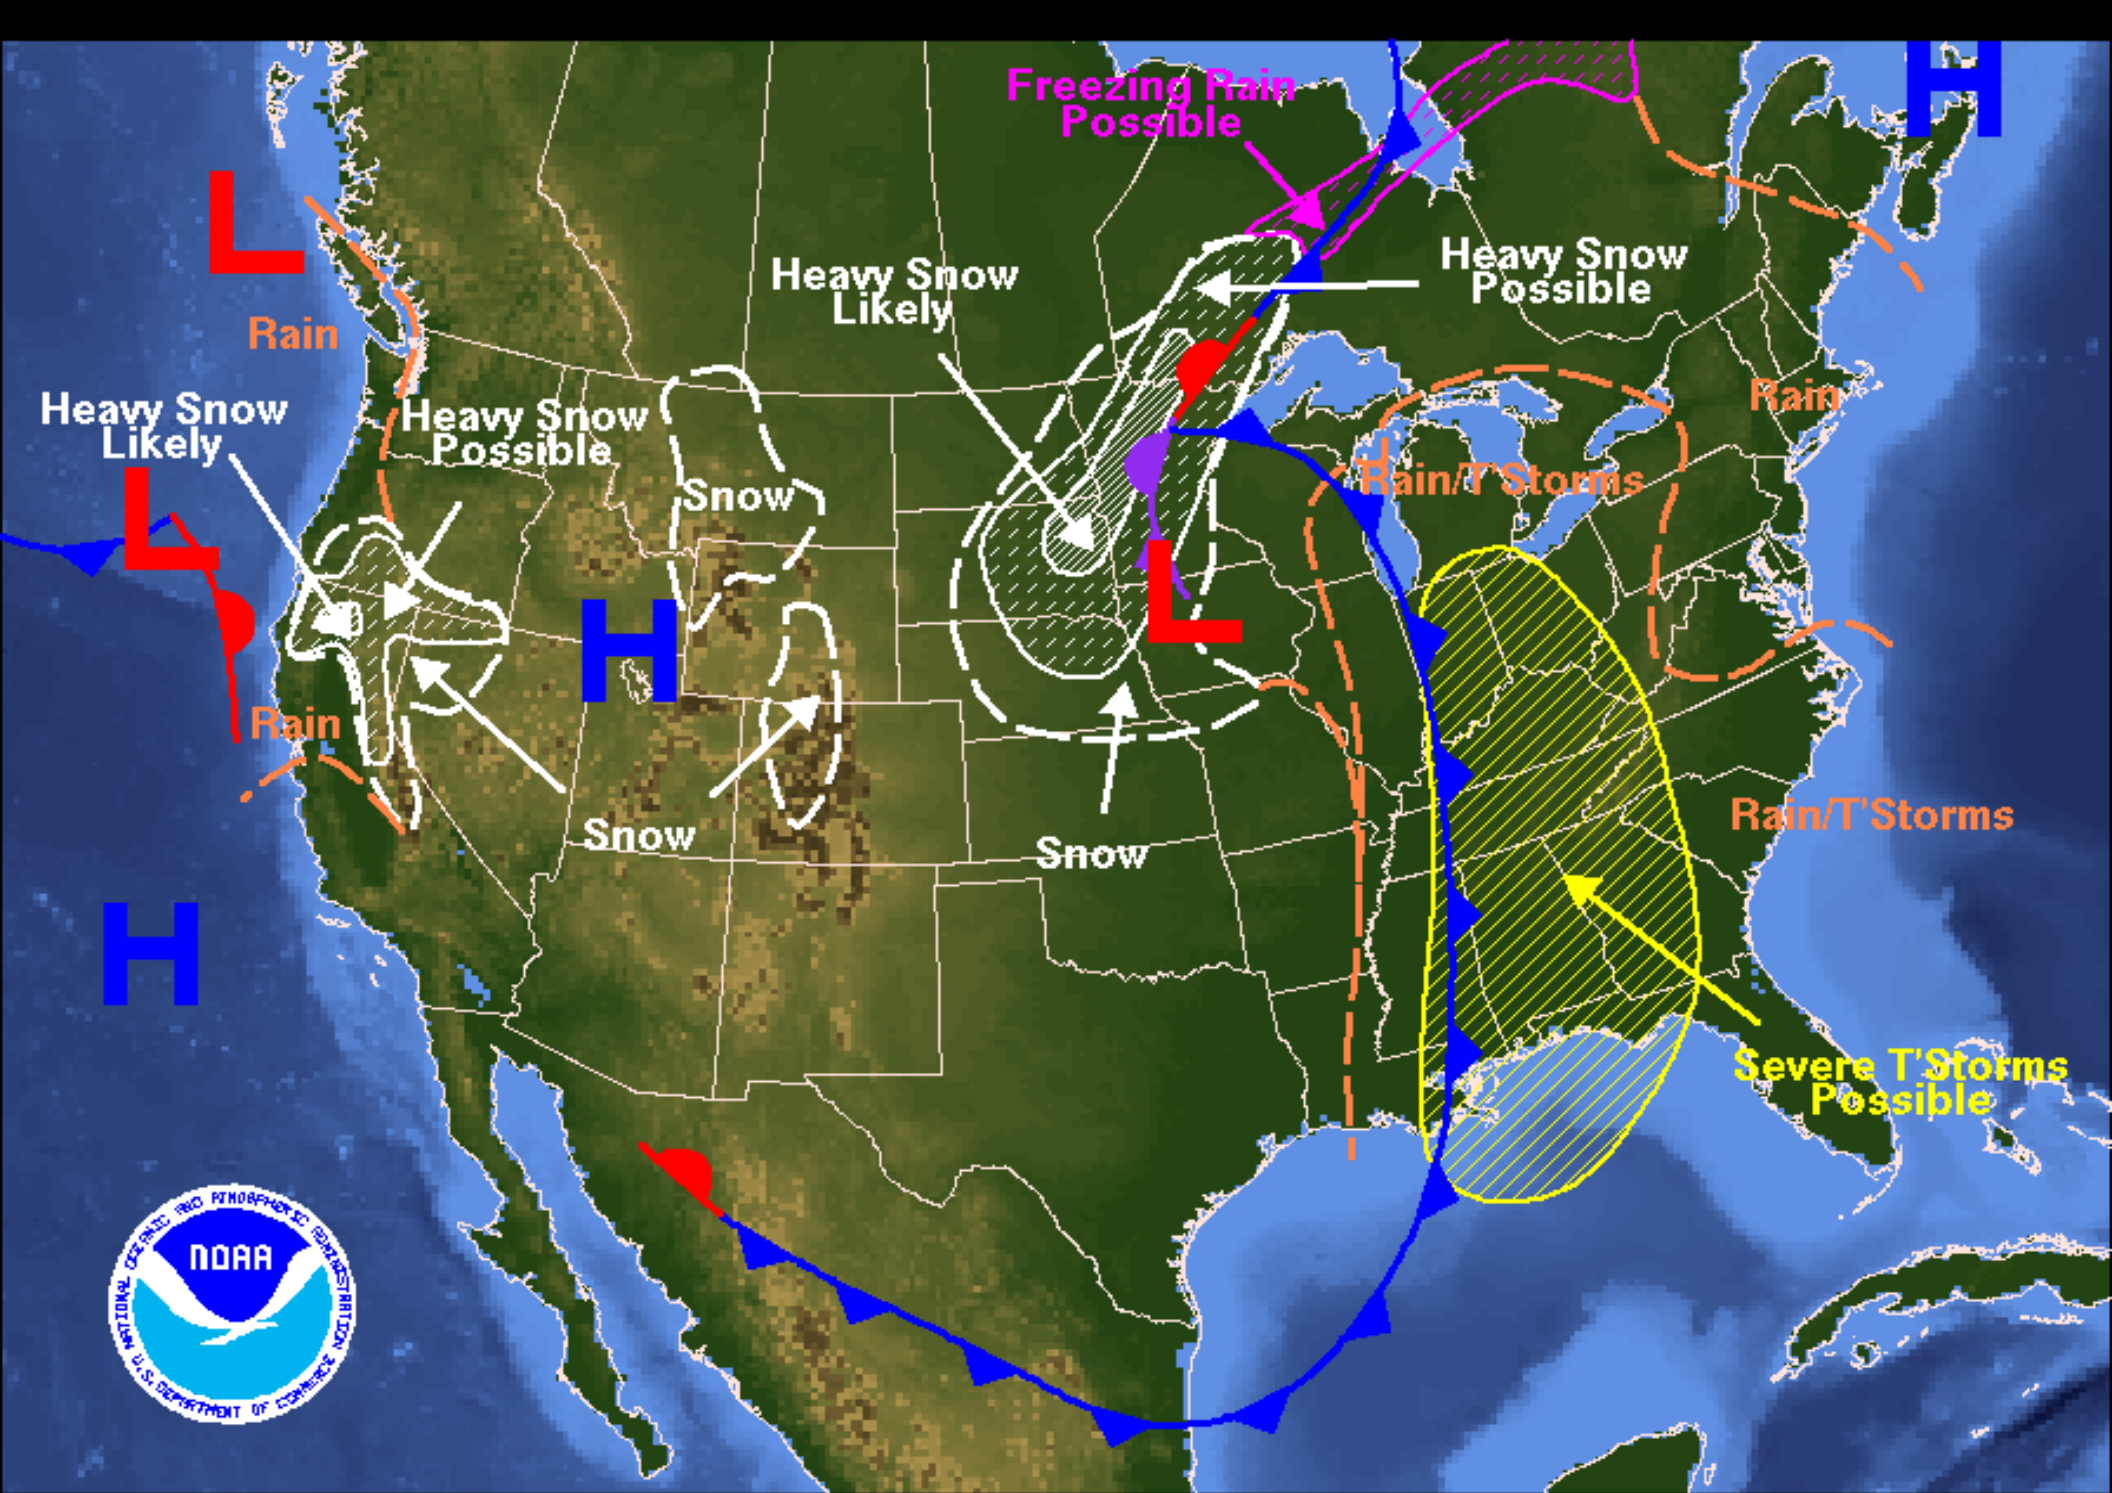 H
Freezing Rain
Possible
L
Heavy Snow
Possible
Heavy Snow
Likely
Rain
Heavy Snow
Likely
Heavy Snow
Possible
Rain
L
Snow
Rain/T'Storms
L
H
Rain
Snow
Snow
Rain/T'Storms
H
Severe T'Storms
Possible
NATIONAL OCEANIC AND ATMOSPHERIC ADMINISTRATION
NOAA
U.S. DEPARTMENT OF COMMERCE